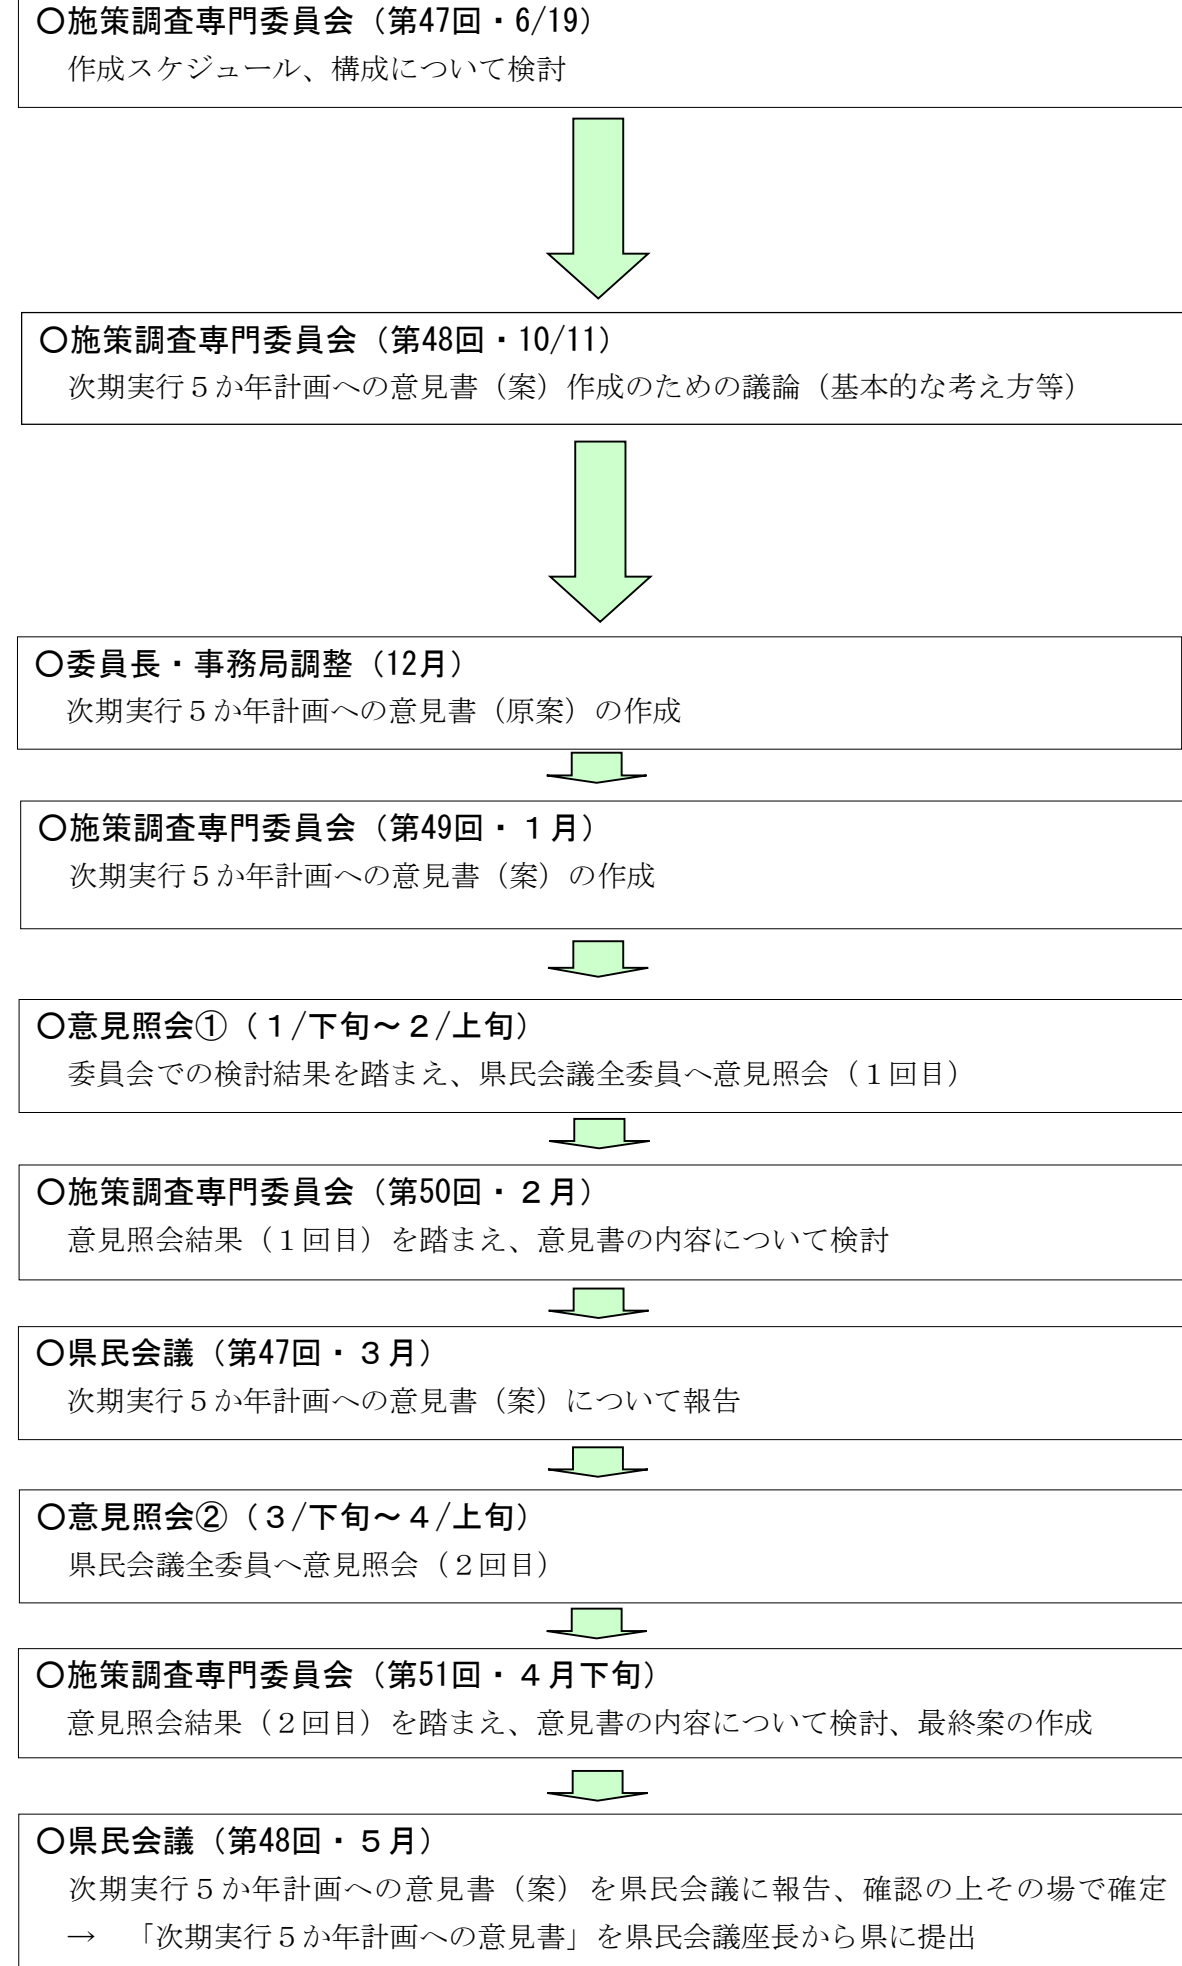 〇施策調査専門委員会（第47回・6/19）
作成スケジュール、構成について検討
〇施策調査専門委員会（第48回・10/11）
次期実行５か年計画への意見書（案）作成のための議論（基本的な考え方等）
〇委員長・事務局調整（12月）
次期実行５か年計画への意見書（原案）の作成
〇施策調査専門委員会（第49回・１月）
次期実行５か年計画への意見書（案）の作成
〇意見照会①（１/下旬～２/上旬）
委員会での検討結果を踏まえ、県民会議全委員へ意見照会（１回目）
〇施策調査専門委員会（第50回・２月）
意見照会結果（１回目）を踏まえ、意見書の内容について検討
〇県民会議（第47回・３月）
次期実行５か年計画への意見書（案）について報告
〇意見照会②（３/下旬～４/上旬）
県民会議全委員へ意見照会（２回目）
〇施策調査専門委員会（第51回・４月下旬）
意見照会結果（２回目）を踏まえ、意見書の内容について検討、最終案の作成
〇県民会議（第48回・５月）
次期実行５か年計画への意見書（案）を県民会議に報告、確認の上その場で確定
→　「次期実行５か年計画への意見書」を県民会議座長から県に提出